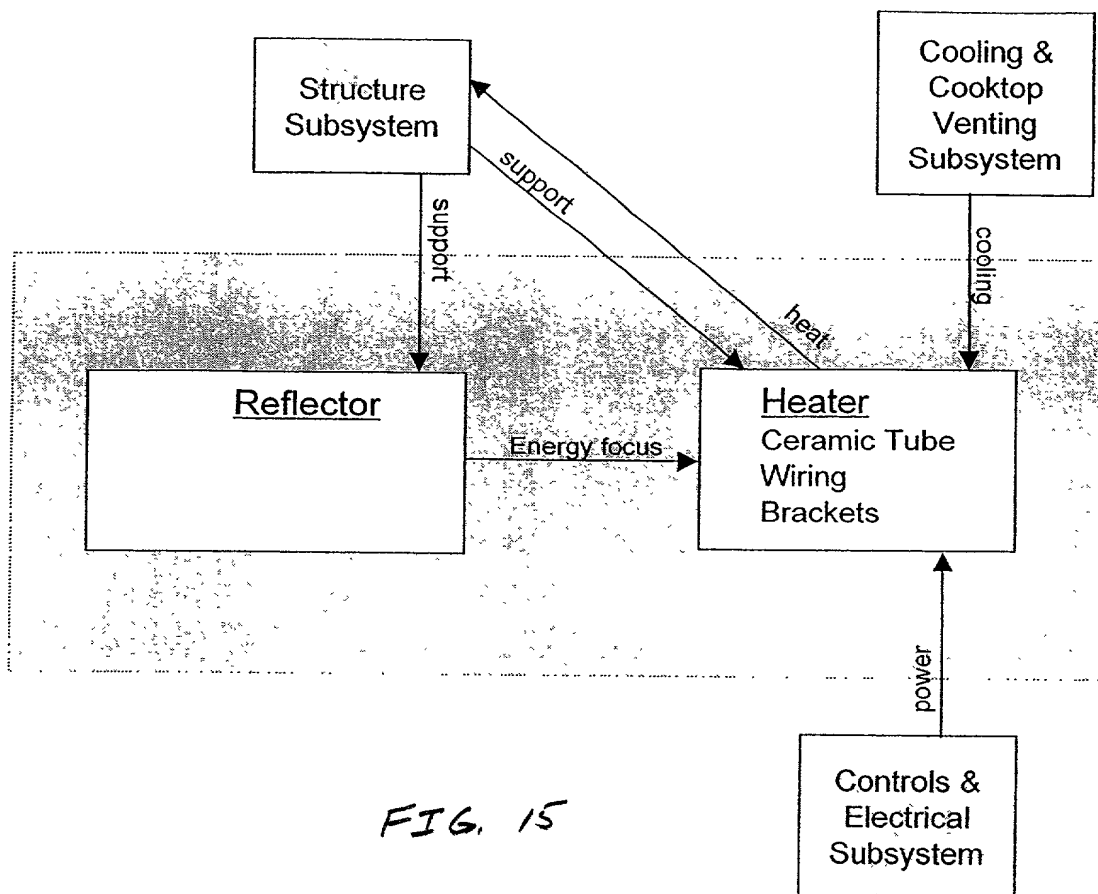 Structure
Subsystem
Cooling &
Cooktop
Venting
Subsystem
support
support
heat
cooling
Reflector
Energy focus
Heater
Ceramic Tube
Wiring
Brackets
power
Controls &
Electrical
Subsystem
FIG. 15